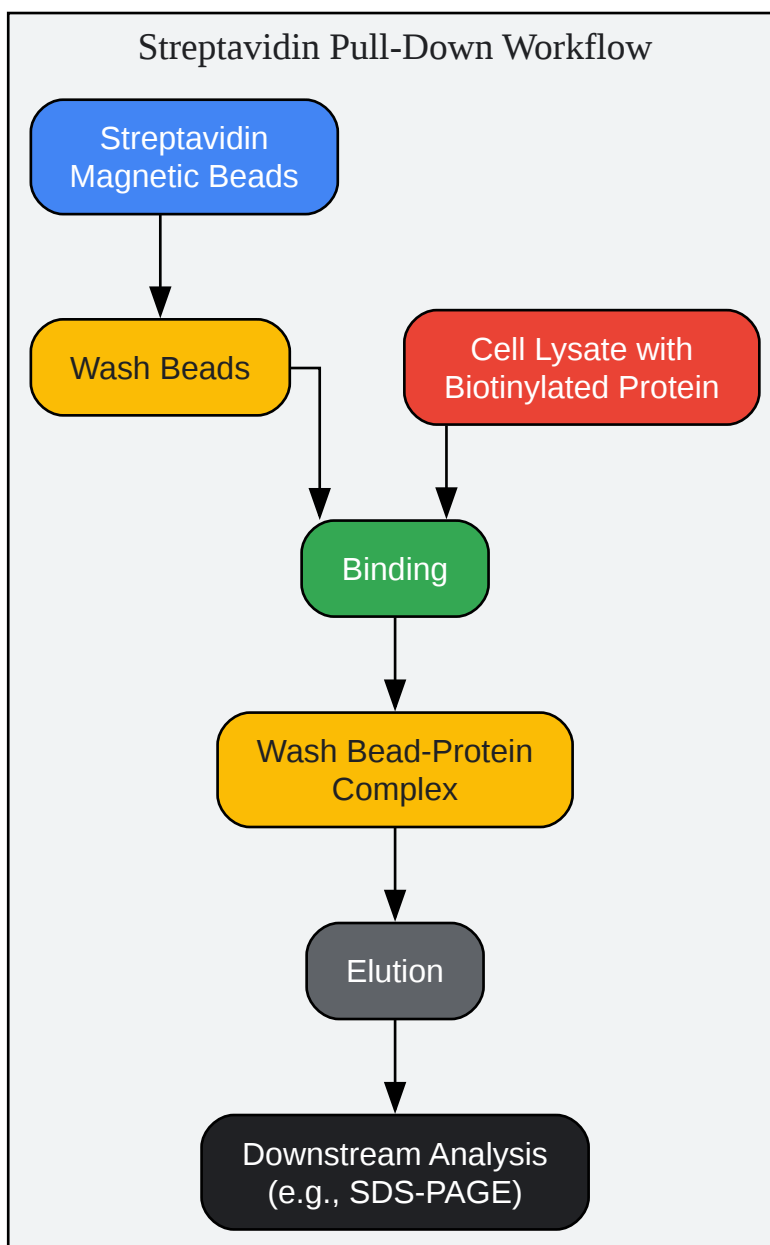 Streptavidin Pull-Down Workflow
Streptavidin
Magnetic Beads
Wash Beads
Cell Lysate with
Biotinylated Protein
Binding
Wash Bead-Protein
Complex
Elution
Downstream Analysis
(e.g., SDS-PAGE)